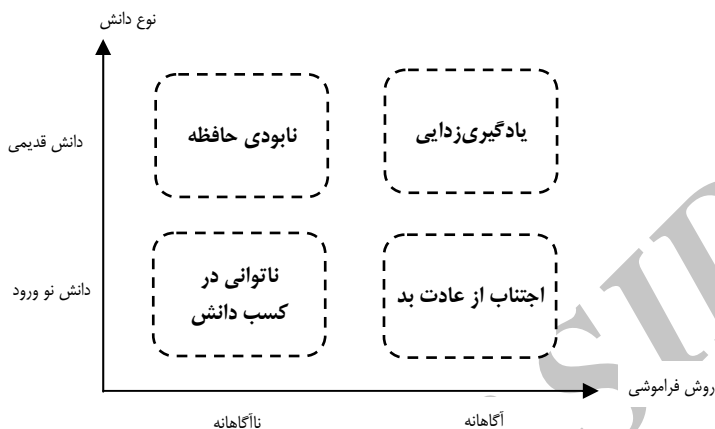 نوع دانش
یادگیری‌زدایی
نابودی حافظه
دانش قدیمی
اجتناب از عادت بد
ناتوانی در
کسب دانش
دانش نو ورود
روش فراموشی
آگاهانه
ناآگاهانه
SID